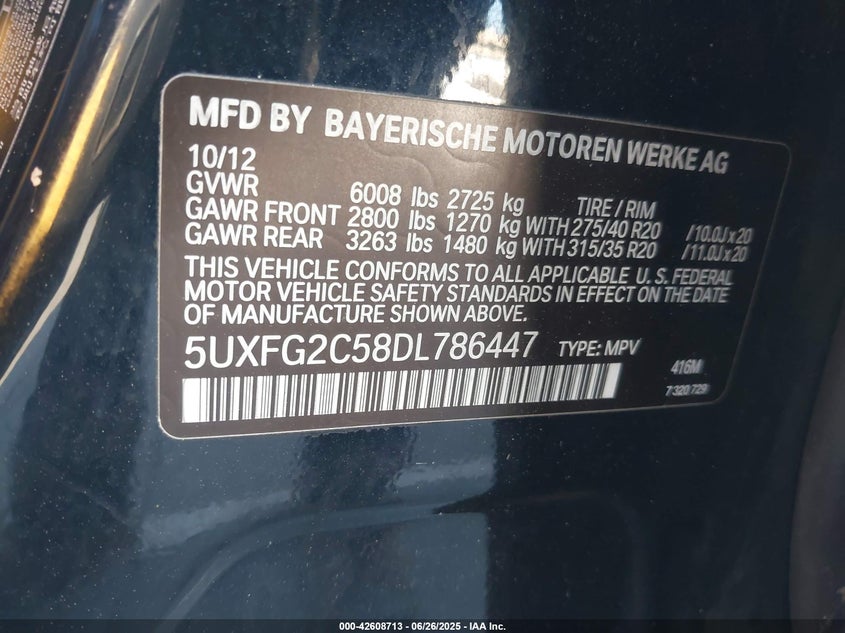 MFD BY BAYERISCHE MOTOREN WERKE AG
10/12
GVWR 6008 lbs 2725 kg TIRE / RIM
GAWR FRONT 2800 lbs 1270 kg WITH 275/40 R20 /10.0J x 20
GAWR REAR 3263 lbs 1480 kg WITH 315/35 R20 /11.0J x 20
THIS VEHICLE CONFORMS TO ALL APPLICABLE U.S. FEDERAL
MOTOR VEHICLE SAFETY STANDARDS IN EFFECT ON THE DATE
OF MANUFACTURE SHOWN ABOVE.
5UXFG2C58DL786447 TYPE: MPV
416M
7 320 729
000-42608713 - 06/26/2025 - IAA Inc.